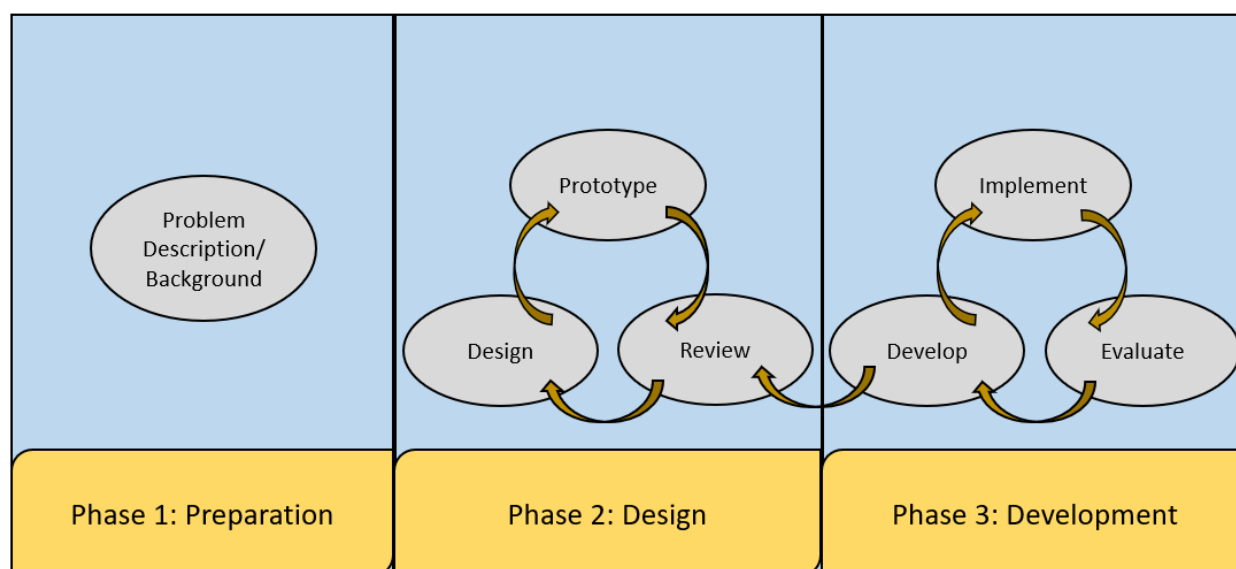 Problem
Description/
Background
Prototype
Design
Review
Implement
Develop
Evaluate
Phase 1: Preparation
Phase 2: Design
Phase 3: Development